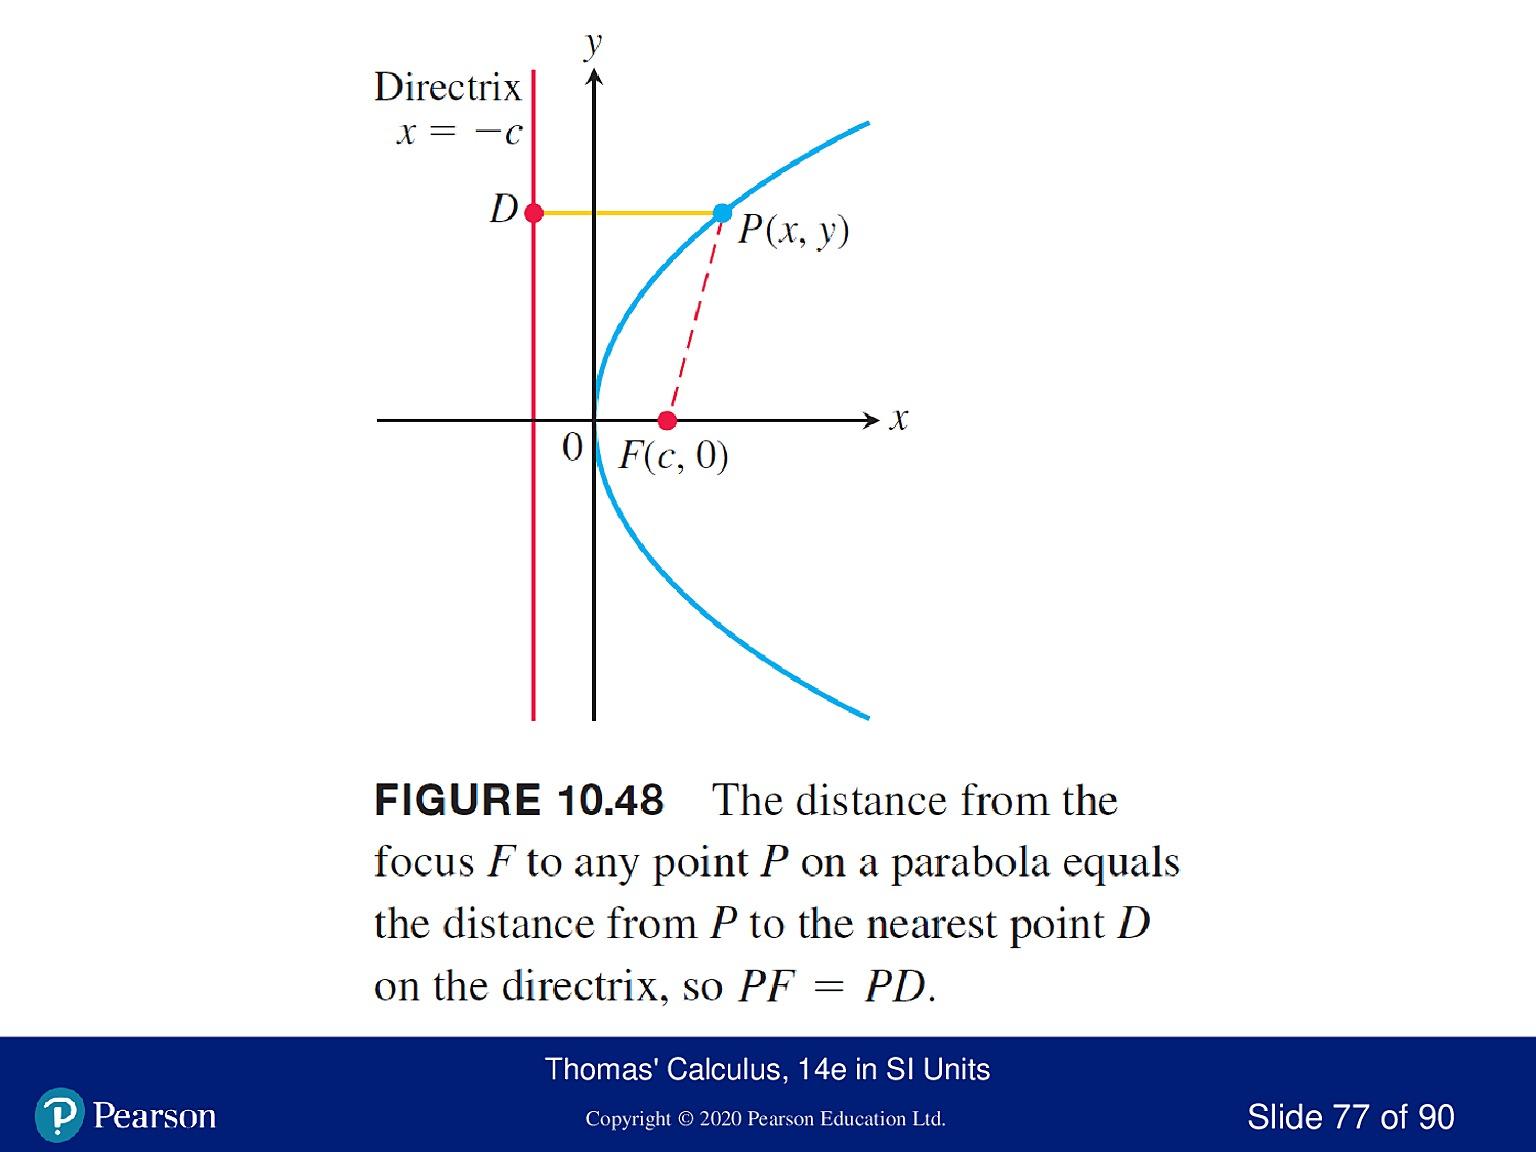 y
Directrix
x = −c
D
P(x, y)
x
0
F(c, 0)
FIGURE 10.48 The distance from the
focus F to any point P on a parabola equals
the distance from P to the nearest point D
on the directrix, so PF = PD.
Thomas' Calculus, 14e in SI Units
P Pearson
Copyright © 2020 Pearson Education Ltd.
Slide 77 of 90